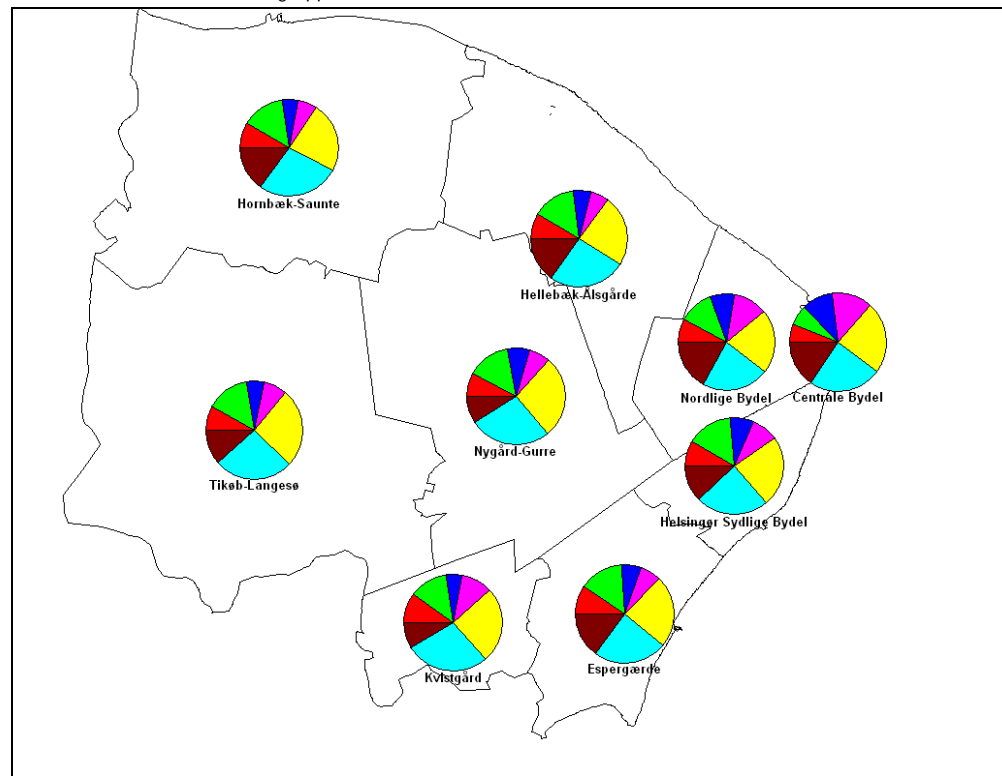 Hornbæk-Saunte
Hellebæk-Ålsgårde
Nordlige Bydel
Centrale Bydel
Nygård-Gurre
Tikøb-Langesø
Helsingør Sydlige Bydel
Kvistgård
Espergærde